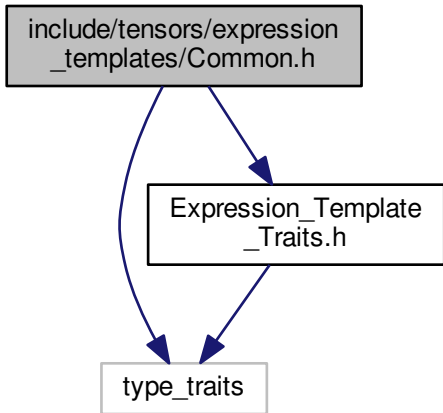 include/tensors/expression
_templates/Common.h
Expression_Template
_Traits.h
type_traits